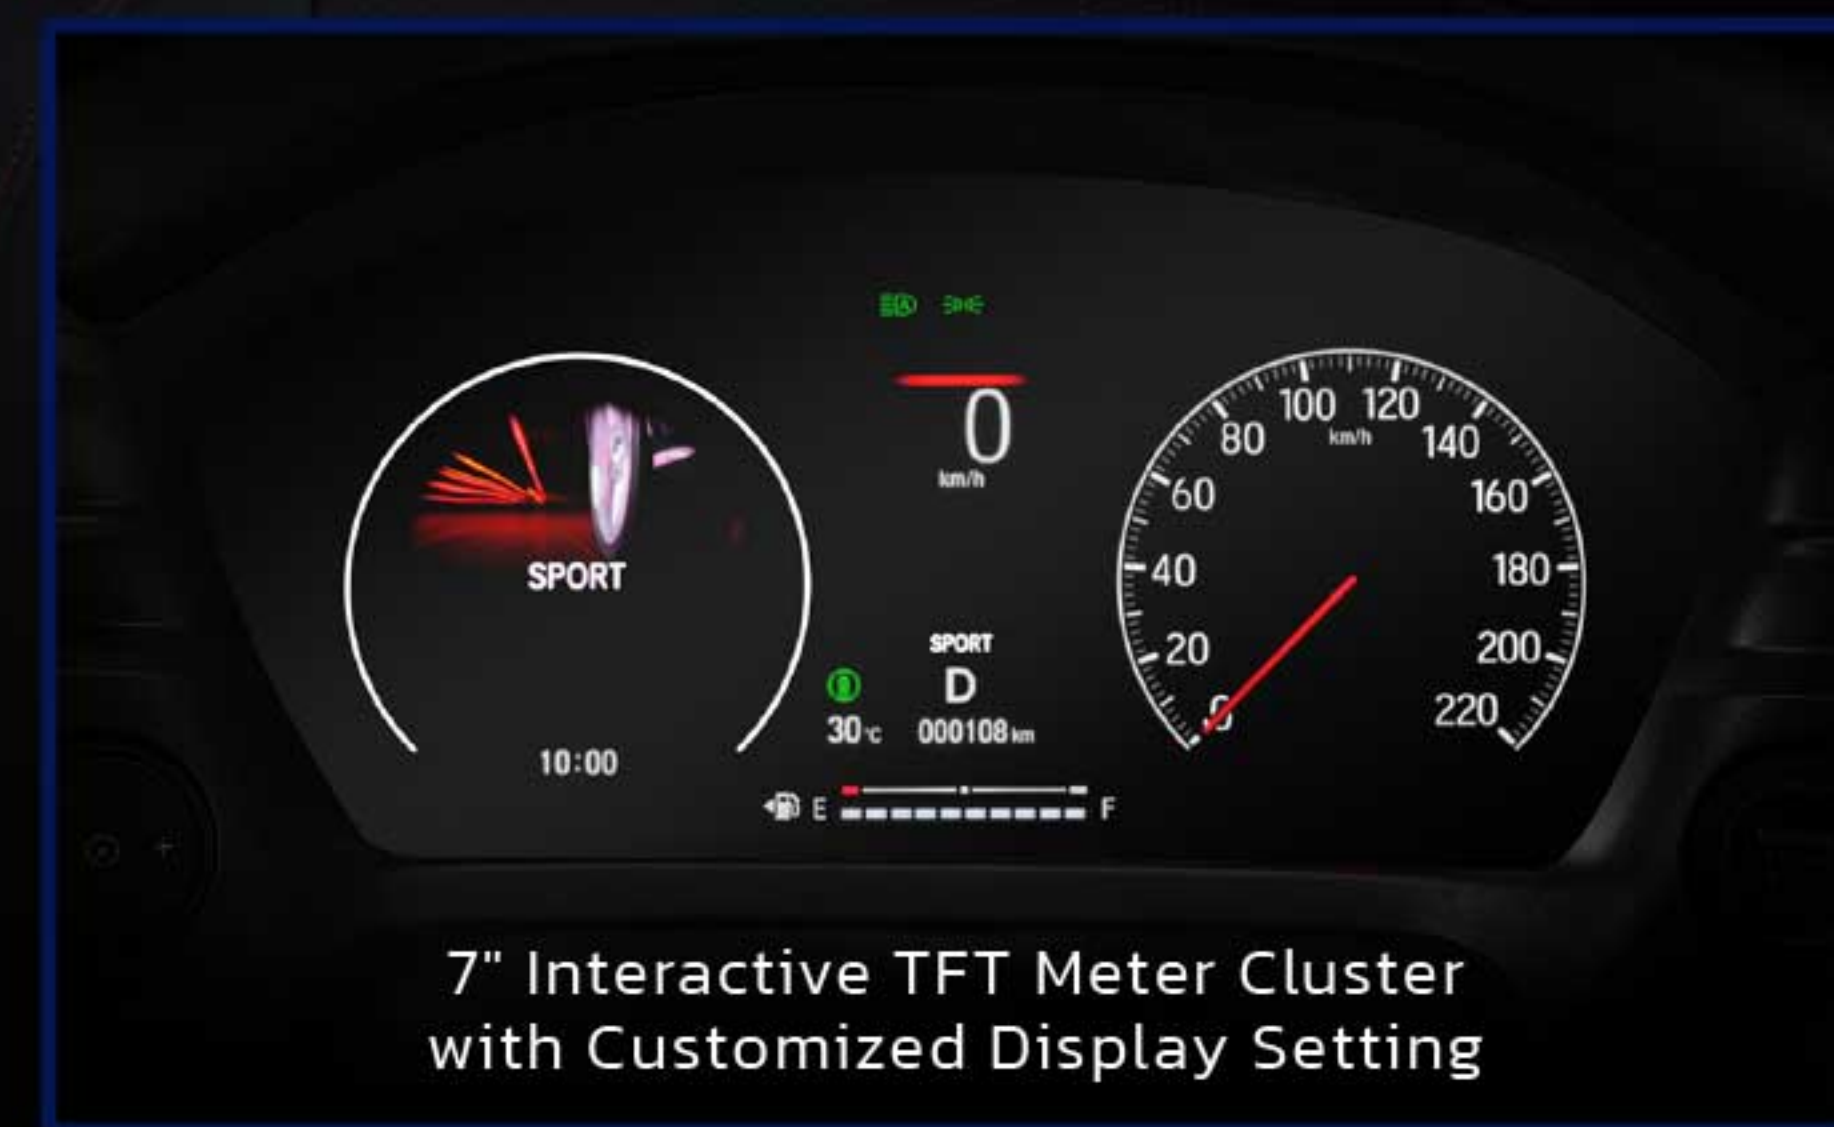 0
km/h
SPORT
10:00
SPORT
D
30°C
000108 km
E F
0
20
40
60
80
100
120
140
160
180
200
220
km/h
7" Interactive TFT Meter Cluster
with Customized Display Setting